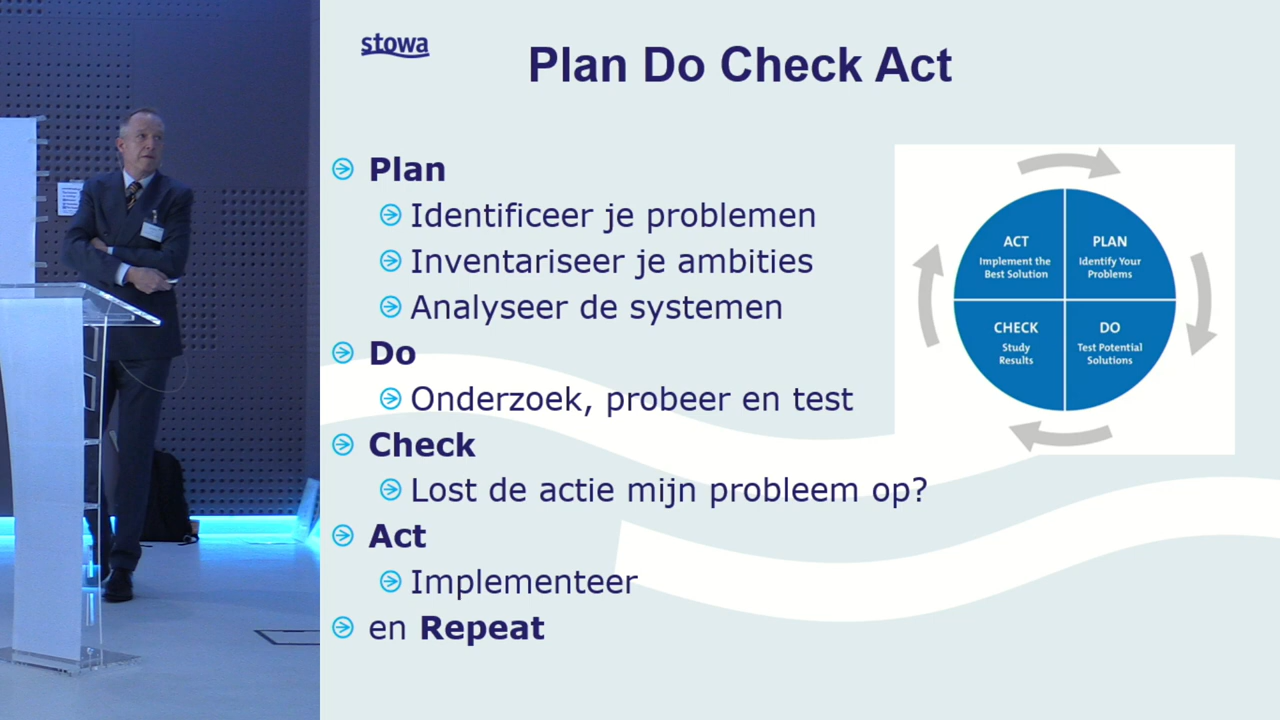 stowa
Plan Do Check Act
Plan
Identificeer je problemen
Inventariseer je ambities
Analyseer de systemen
Do
Onderzoek, probeer en test
Check
Lost de actie mijn probleem op?
Act
Implementeer
en Repeat
ACT
Implement the
Best Solution
PLAN
Identify Your
Problems
CHECK
Study
Results
DO
Test Potential
Solutions